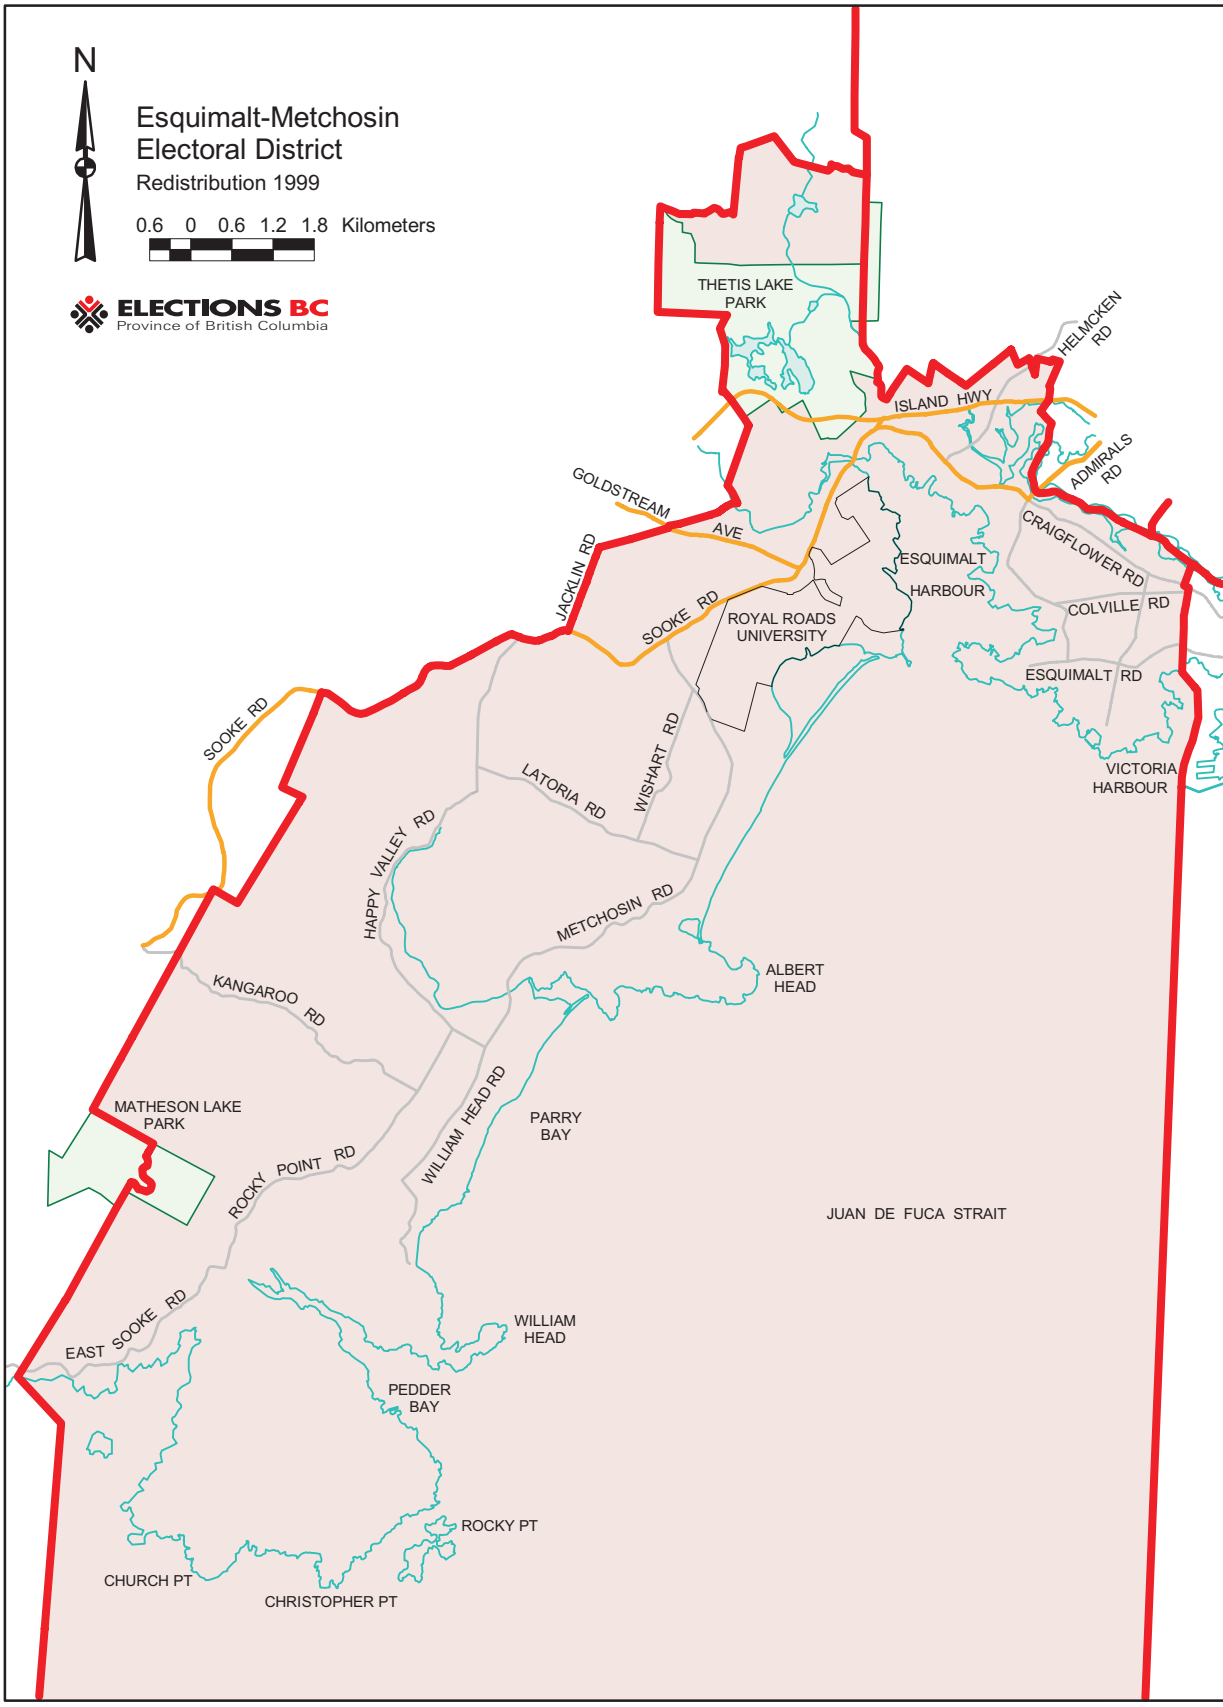 N
Esquimalt-Metchosin
Electoral District
Redistribution 1999
0.6 0 0.6 1.2 1.8 Kilometers
ELECTIONS BC
Province of British Columbia
THETIS LAKE
PARK
HELMCKEN
RD
ISLAND HWY
ADMIRALS
RD
GOLDSTREAM
AVE
CRAIGFLOWER RD
JACKLIN RD
ESQUIMALT
HARBOUR
COLVILLE RD
SOOKE RD
ROYAL ROADS
UNIVERSITY
ESQUIMALT RD
SOOKE RD
WISHART RD
LATORIA RD
VICTORIA
HARBOUR
HAPPY VALLEY RD
METCHOSIN RD
ALBERT
HEAD
KANGAROO RD
MATHESON LAKE
PARK
WILLIAM HEAD RD
PARRY
BAY
ROCKY POINT RD
JUAN DE FUCA STRAIT
EAST SOOKE RD
WILLIAM
HEAD
PEDDER
BAY
ROCKY PT
CHURCH PT
CHRISTOPHER PT